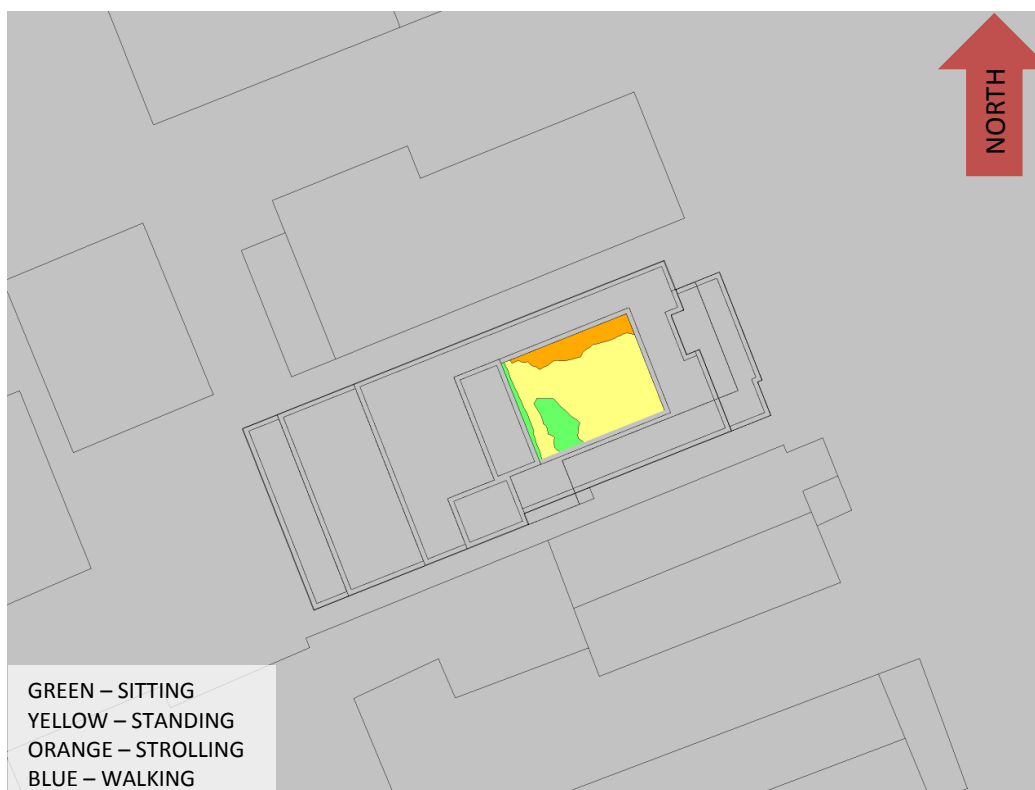 NORTH
GREEN – SITTING
YELLOW – STANDING
ORANGE – STROLLING
BLUE – WALKING